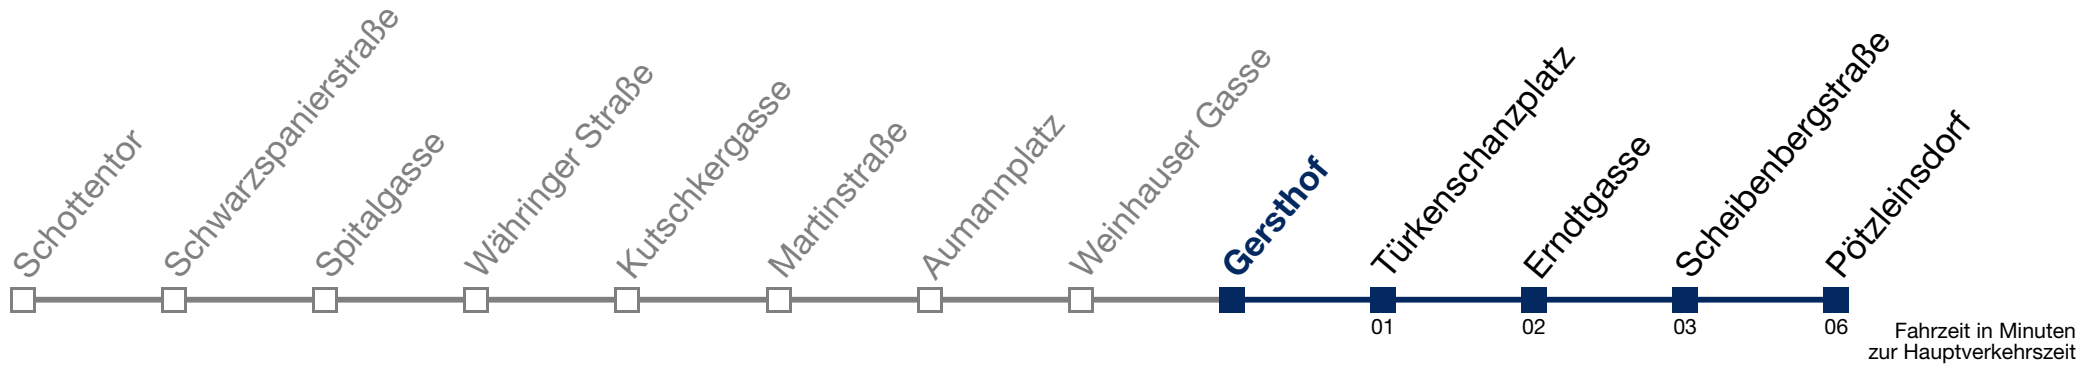 Schottentor
Schwarzspanierstraße
Spitalgasse
Währinger Straße
Kutschkergasse
Martinstraße
Aumannplatz
Weinhauser Gasse
Gersthof
Türkenschanzplatz
Erndtgasse
Scheibenbergstraße
Pötzleinsdorf
01
02
03
06
Fahrzeit in Minuten
zur Hauptverkehrszeit